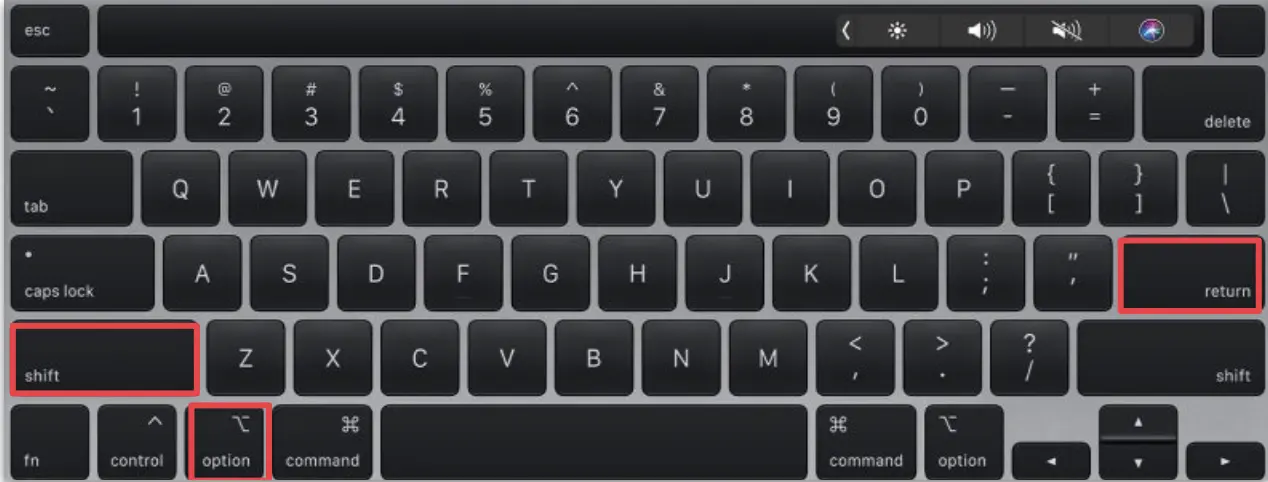 esc
~ ! @ # $ % ^ & * ( ) — +
` 1 2 3 4 5 6 7 8 9 0 - = delete
tab Q W E R T Y U I O P { [ } ] | \
caps lock A S D F G H J K L : ; " ' return
shift Z X C V B N M < , > . ? / shift
fn ^ control ⌥ option ⌘ command ⌘ command ⌥ option ◄ ▲ ▼ ►